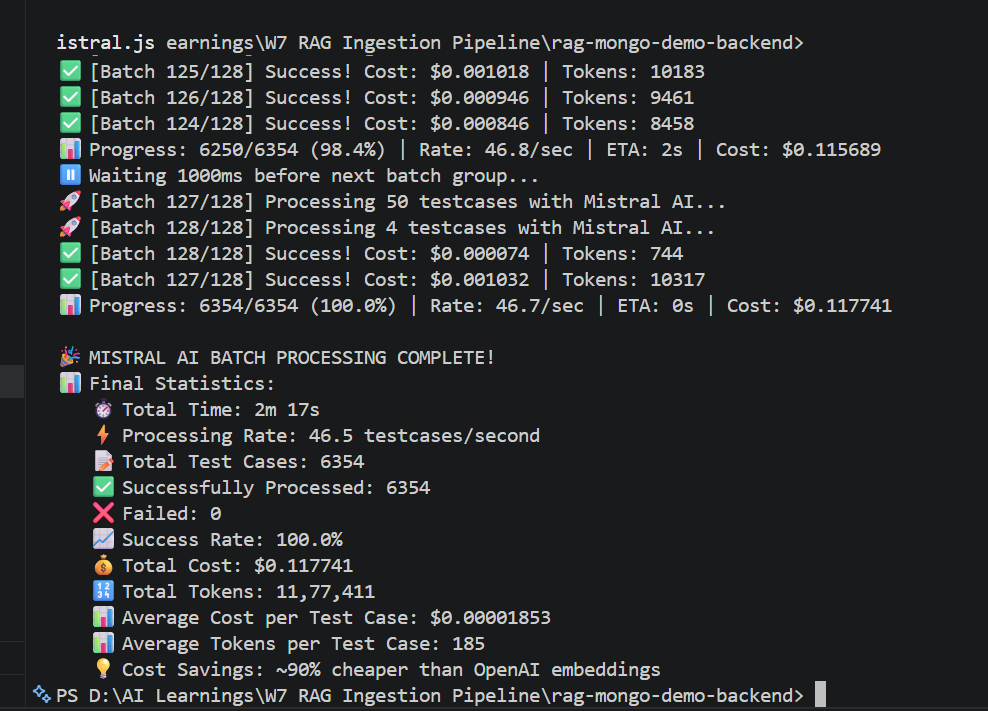 istral.js earnings\W7 RAG Ingestion Pipeline\rag-mongo-demo-backend>
✅ [Batch 125/128] Success! Cost: $0.001018 | Tokens: 10183
✅ [Batch 126/128] Success! Cost: $0.000946 | Tokens: 9461
✅ [Batch 124/128] Success! Cost: $0.000846 | Tokens: 8458
📊 Progress: 6250/6354 (98.4%) | Rate: 46.8/sec | ETA: 2s | Cost: $0.115689
⏸️ Waiting 1000ms before next batch group...
🚀 [Batch 127/128] Processing 50 testcases with Mistral AI...
🚀 [Batch 128/128] Processing 4 testcases with Mistral AI...
✅ [Batch 128/128] Success! Cost: $0.000074 | Tokens: 744
✅ [Batch 127/128] Success! Cost: $0.001032 | Tokens: 10317
📊 Progress: 6354/6354 (100.0%) | Rate: 46.7/sec | ETA: 0s | Cost: $0.117741
🎉 MISTRAL AI BATCH PROCESSING COMPLETE!
📊 Final Statistics:
⏱️ Total Time: 2m 17s
⚡ Processing Rate: 46.5 testcases/second
📝 Total Test Cases: 6354
✅ Successfully Processed: 6354
❌ Failed: 0
📈 Success Rate: 100.0%
💰 Total Cost: $0.117741
🔢 Total Tokens: 11,77,411
📊 Average Cost per Test Case: $0.00001853
📊 Average Tokens per Test Case: 185
💡 Cost Savings: ~90% cheaper than OpenAI embeddings
PS D:\AI Learnings\W7 RAG Ingestion Pipeline\rag-mongo-demo-backend>